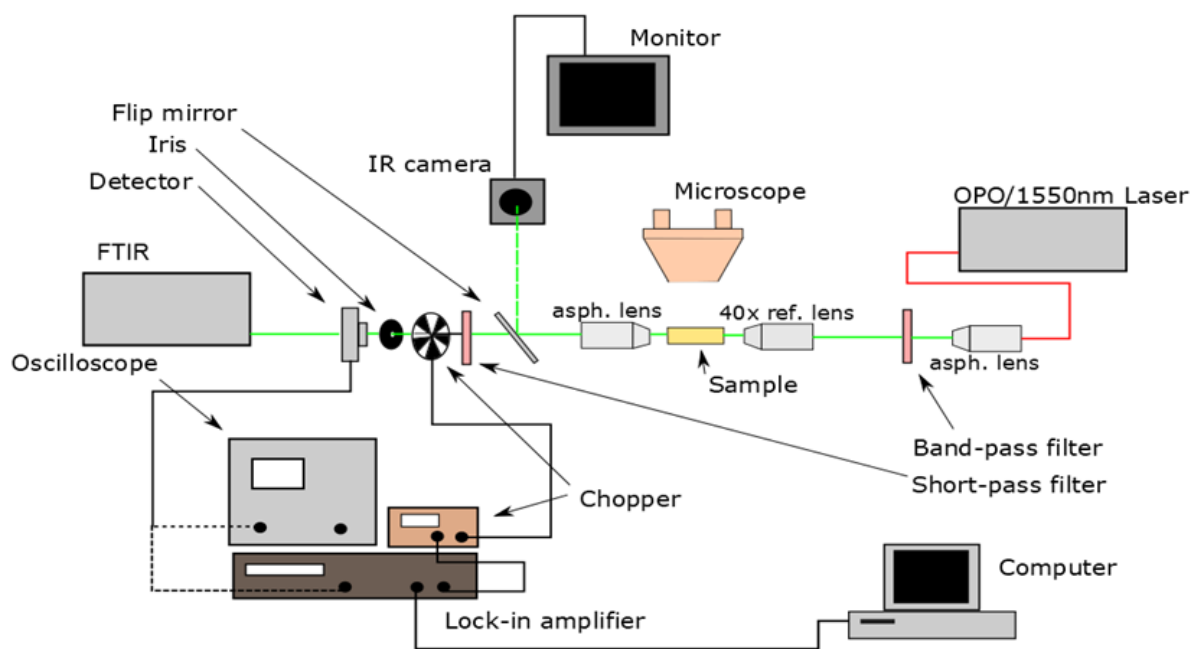 Monitor
Flip mirror
Iris
IR camera
Detector
Microscope
OPO/1550nm Laser
FTIR
asph. lens
40x ref. lens
asph. lens
Oscilloscope
Sample
Band-pass filter
Short-pass filter
Chopper
Computer
Lock-in amplifier